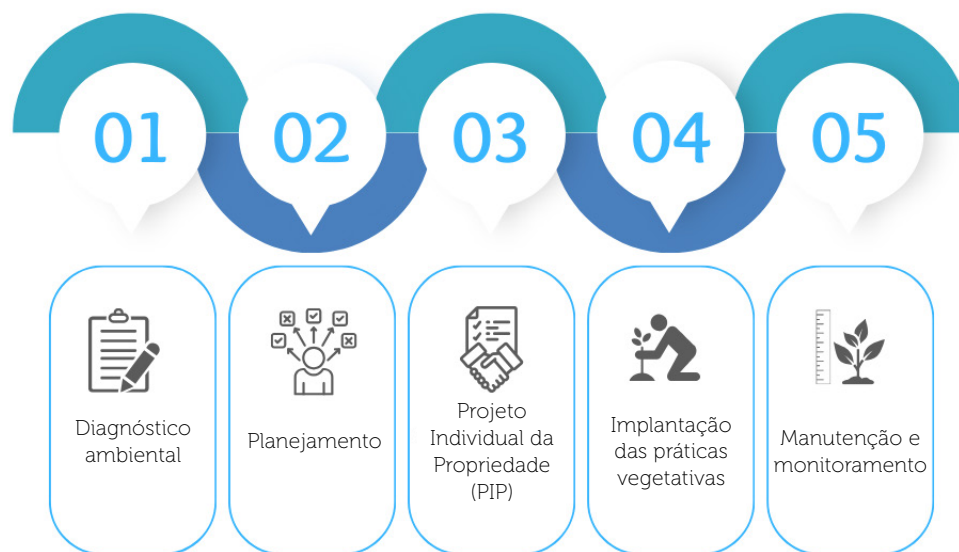 01
02
03
04
05
Diagnóstico
ambiental
Planejamento
Projeto
Individual da
Propriedade
(PIP)
Implantação
das práticas
vegetativas
Manutenção e
monitoramento